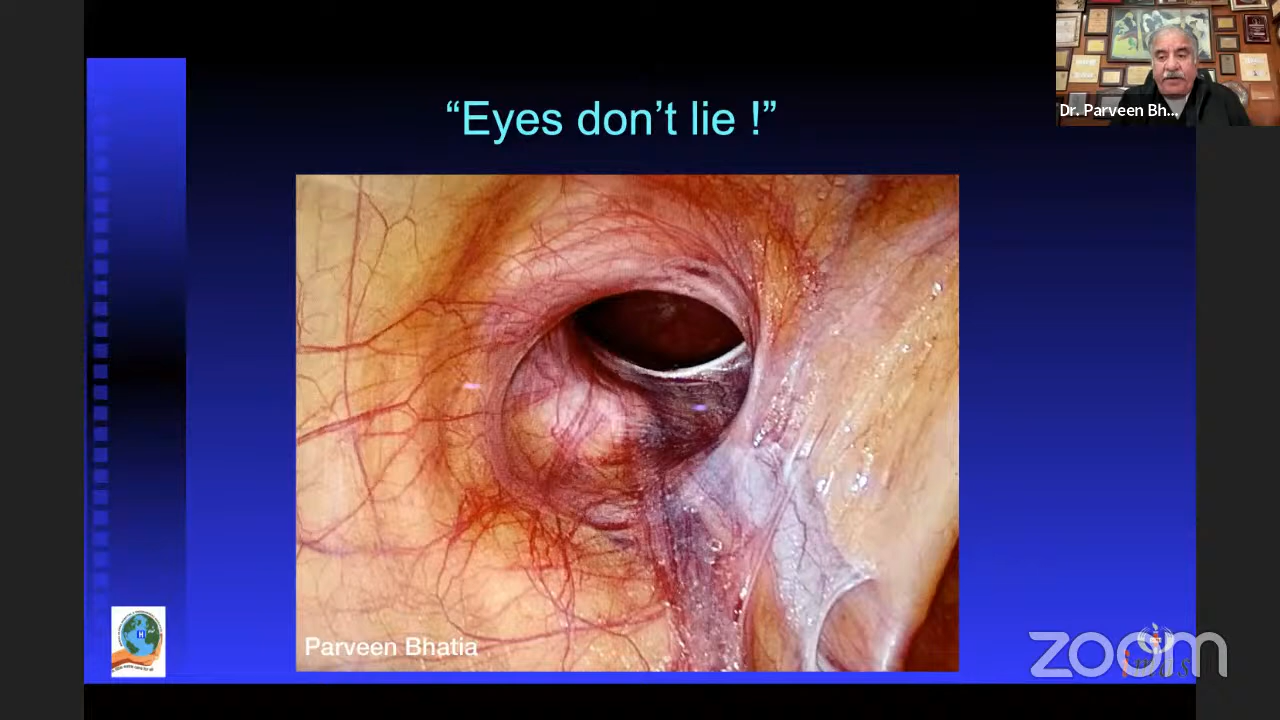 “Eyes don’t lie !”
Dr. Parveen Bh...
Parveen Bhatia
zoom